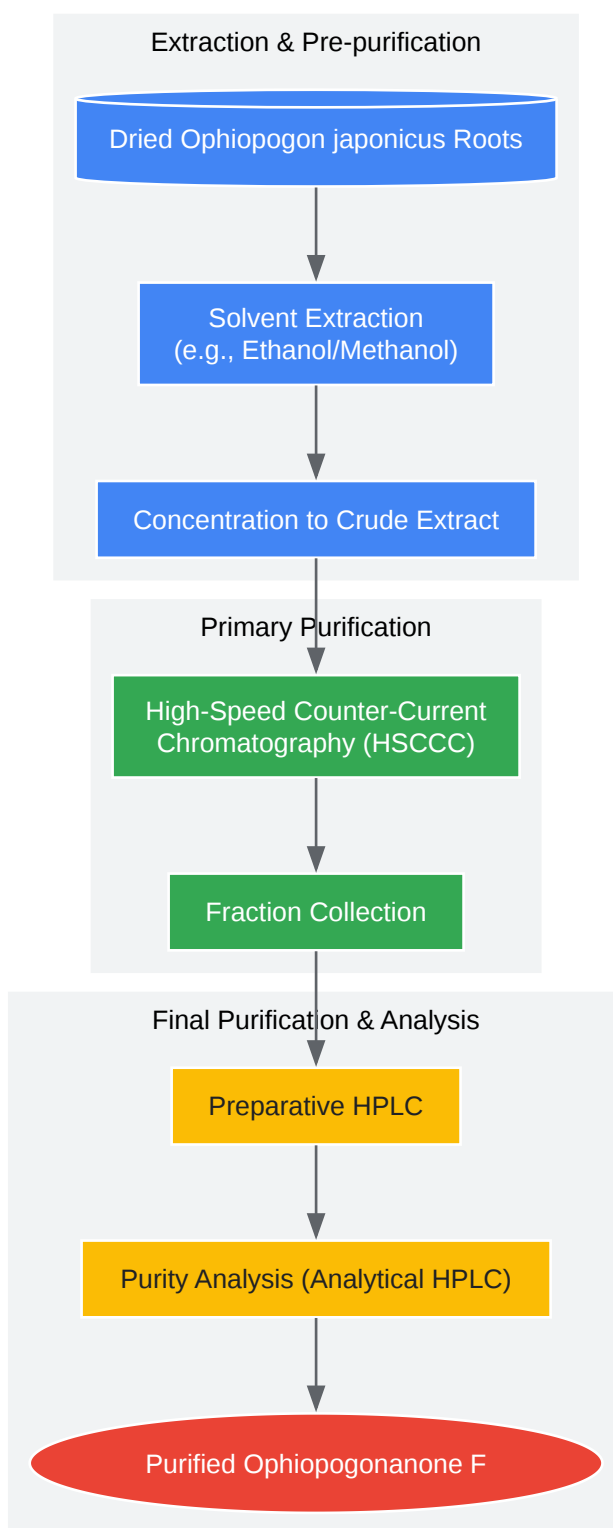 Extraction & Pre-purification
Dried Ophiopogon japonicus Roots
Solvent Extraction
(e.g., Ethanol/Methanol)
Concentration to Crude Extract
Primary Purification
High-Speed Counter-Current
Chromatography (HSCCC)
Fraction Collection
Final Purification & Analysis
Preparative HPLC
Purity Analysis (Analytical HPLC)
Purified Ophiopogonanone F